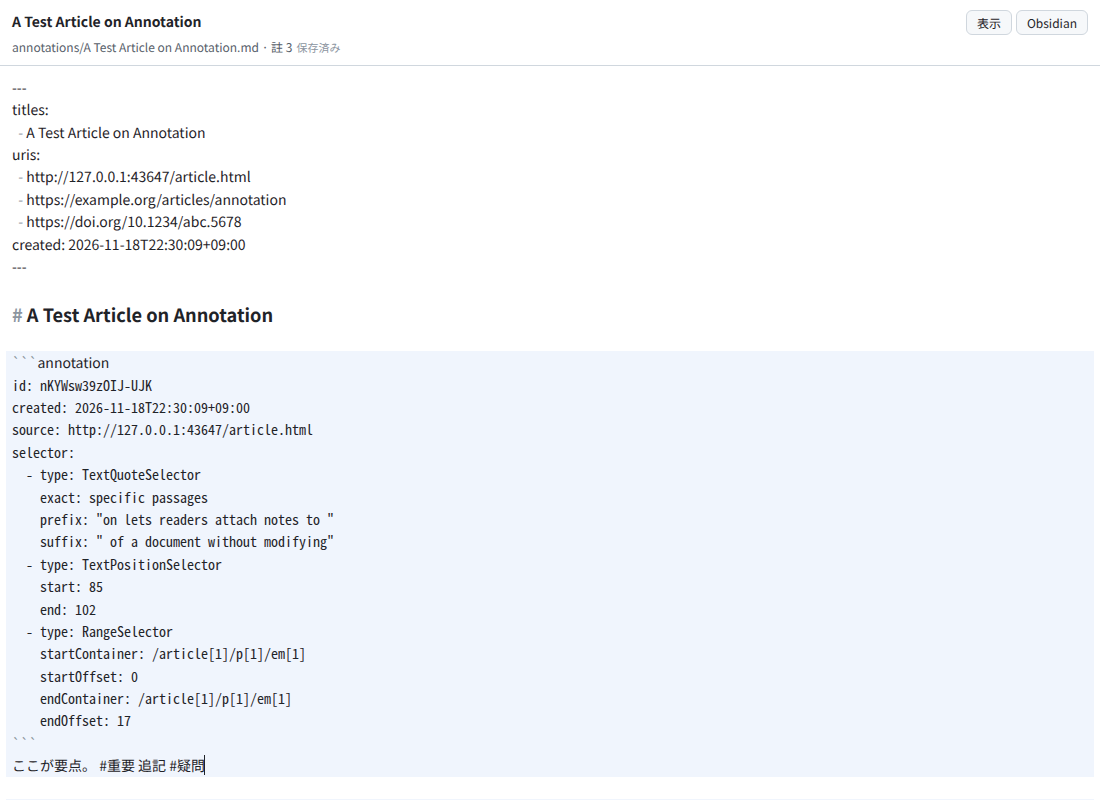 A Test Article on Annotation
表示 Obsidian
annotations/A Test Article on Annotation.md · 註 3 保存済み
---
titles:
  - A Test Article on Annotation
uris:
  - http://127.0.0.1:43647/article.html
  - https://example.org/articles/annotation
  - https://doi.org/10.1234/abc.5678
created: 2026-11-18T22:30:09+09:00
---
# A Test Article on Annotation
```annotation
id: nKYWsw39zOIJ-UJK
created: 2026-11-18T22:30:09+09:00
source: http://127.0.0.1:43647/article.html
selector:
  - type: TextQuoteSelector
    exact: specific passages
    prefix: "on lets readers attach notes to "
    suffix: " of a document without modifying"
  - type: TextPositionSelector
    start: 85
    end: 102
  - type: RangeSelector
    startContainer: /article[1]/p[1]/em[1]
    startOffset: 0
    endContainer: /article[1]/p[1]/em[1]
    endOffset: 17
```
ここが要点。 #重要 追記 #疑問